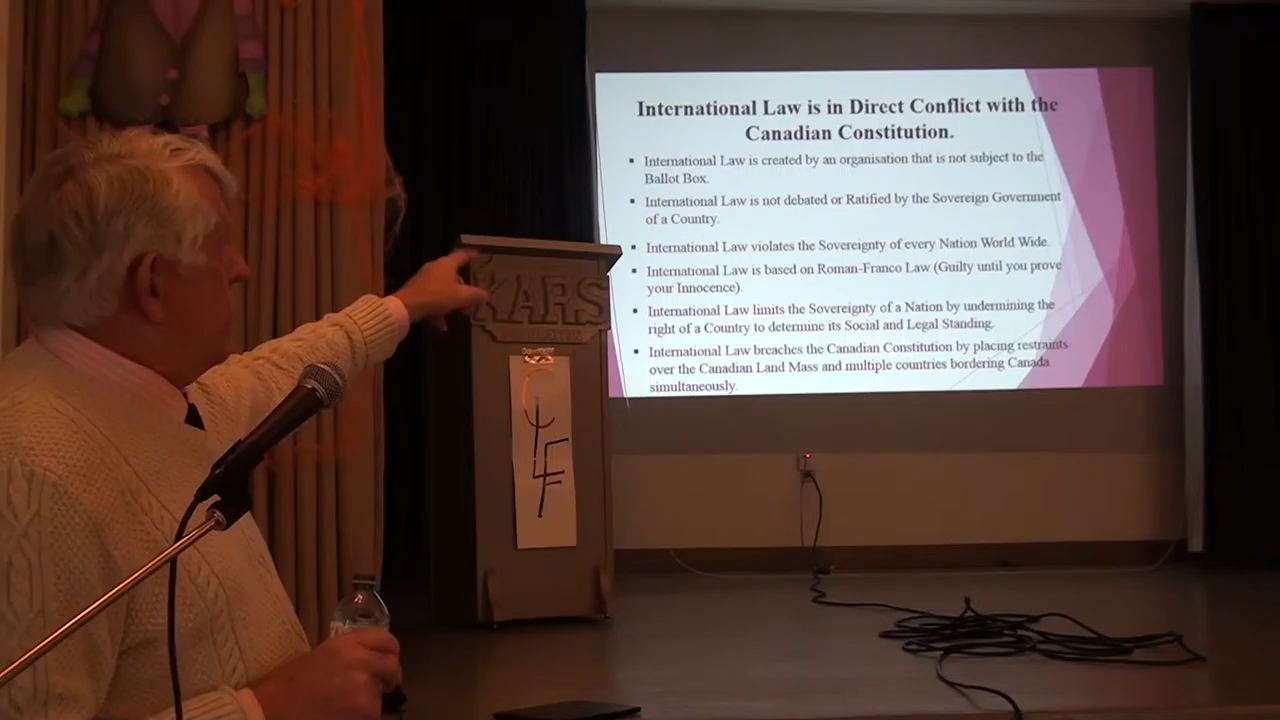 International Law is in Direct Conflict with the
Canadian Constitution.
▪ International Law is created by an organisation that is not subject to the
Ballot Box.
▪ International Law is not debated or Ratified by the Sovereign Government
of a Country.
▪ International Law violates the Sovereignty of every Nation World Wide.
▪ International Law is based on Roman-Franco Law (Guilty until you prove
your Innocence).
▪ International Law limits the Sovereignty of a Nation by undermining the
right of a Country to determine its Social and Legal Standing.
▪ International Law breaches the Canadian Constitution by placing restraints
over the Canadian Land Mass and multiple countries bordering Canada
simultaneously.
KARS